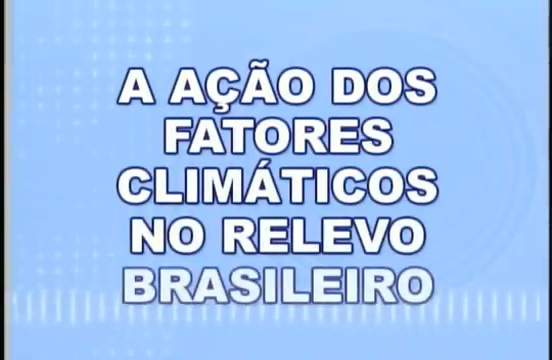 A AÇÃO DOS
FATORES
CLIMÁTICOS
NO RELEVO
BRASILEIRO